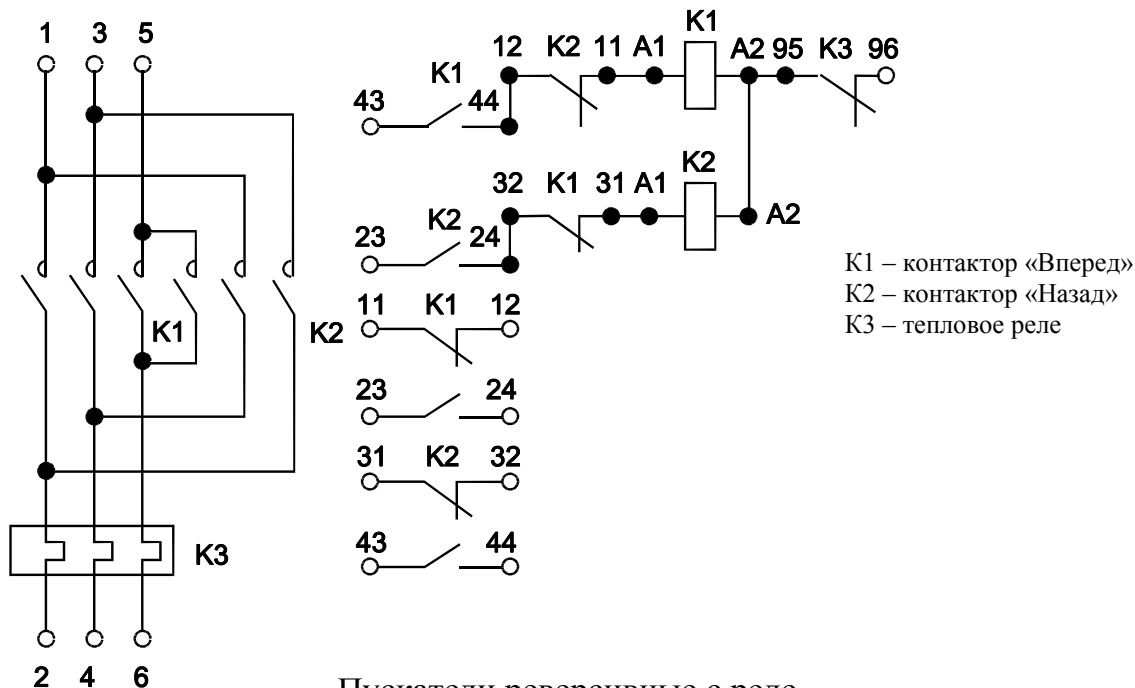 1 3 5
K1
12 K2 11 A1 A2 95 K3 96
K1
43 44
K2
32 K1 31 A1
A2
K2
23 24
K1 – контактор «Вперед»
K2 – контактор «Назад»
K3 – тепловое реле
11 K1 12
K1
K2
23 24
31 K2 32
43 44
K3
2 4 6
Пускатели реверсивные с реле